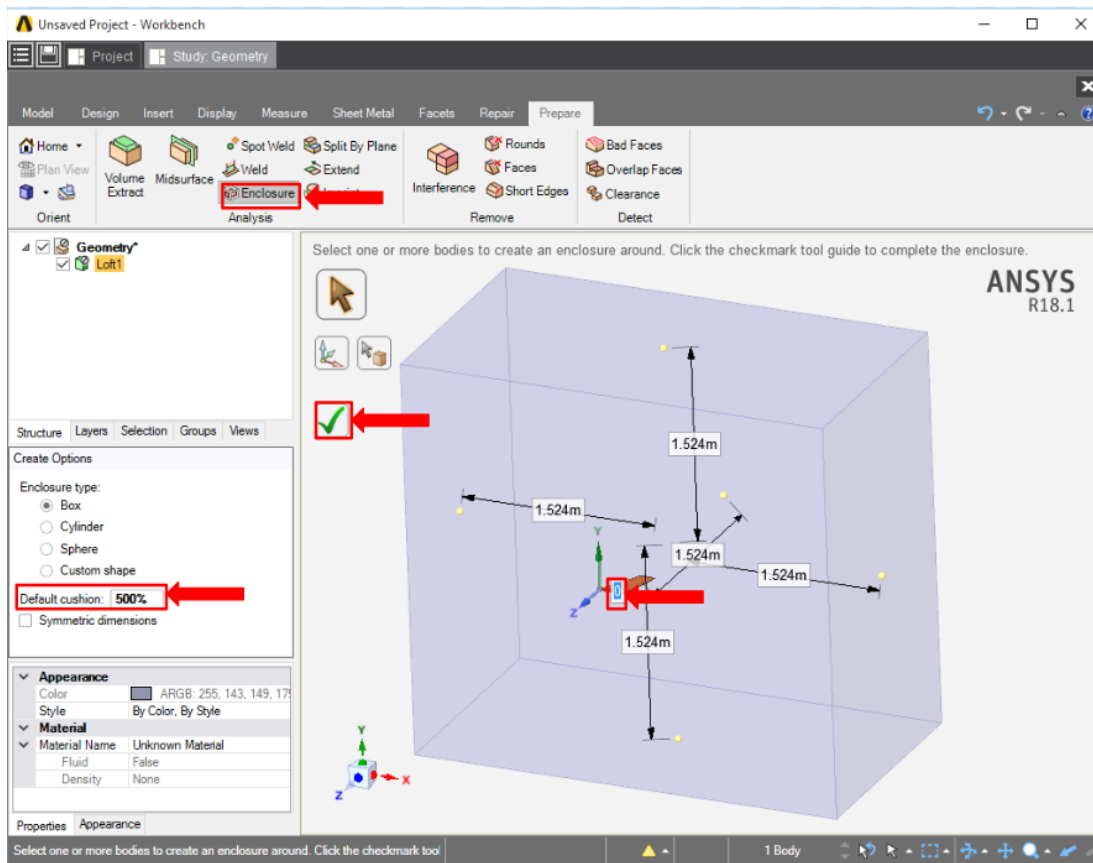 Unsaved Project - Workbench
Project Study: Geometry
Model Design Insert Display Measure Sheet Metal Facets Repair Prepare
Home Spot Weld Split By Plane Rounds Bad Faces
Plan View Weld Extend Faces Overlap Faces
Volume Extract Midsurface Enclosure Interference Short Edges Clearance
Orient Analysis Remove Detect
Geometry*
Loft1
Select one or more bodies to create an enclosure around. Click the checkmark tool guide to complete the enclosure.
ANSYS
R18.1
1.524m
1.524m
1.524m
1.524m
Y
0
Z
1.524m
Structure Layers Selection Groups Views
Create Options
Enclosure type:
Box
Cylinder
Sphere
Custom shape
Default cushion: 500%
Symmetric dimensions
Appearance
Color ARGB: 255, 143, 149, 175
Style By Color, By Style
Material
Material Name Unknown Material
Fluid False
Density None
Y
X
Z
Properties Appearance
Select one or more bodies to create an enclosure around. Click the checkmark tool
1 Body